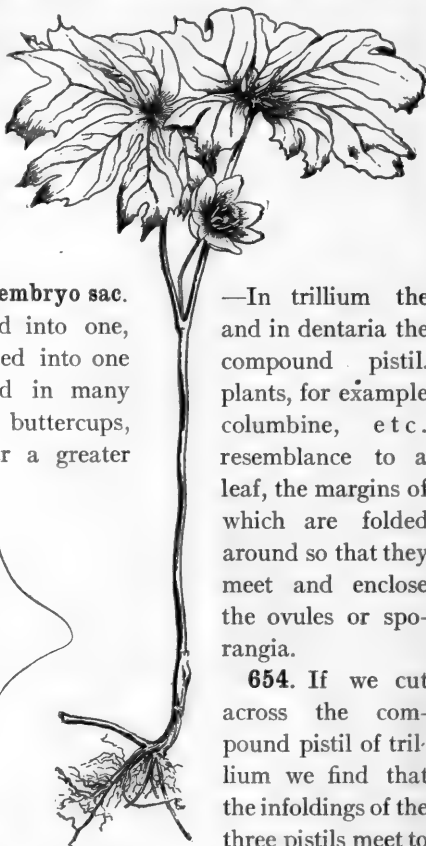 embryo sac. —In trillium the
d into one, and in dentaria the
ed into one compound pistil.
d in many plants, for example
buttercups, columbine, etc.
r a greater resemblance to a
leaf, the margins of
which are folded
around so that they
meet and enclose
the ovules or spo-
rangia.
654. If we cut
across the com-
pound pistil of tril-
lium we find that
the infoldings of the
three pistils meet to